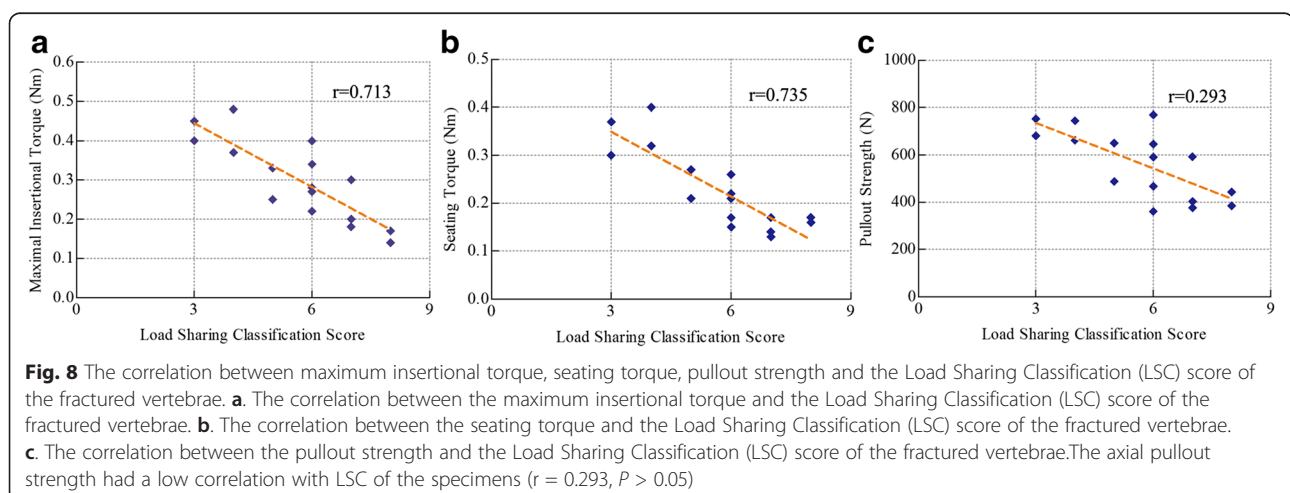 a
b
c
0.6
0.5
0.4
0.3
0.2
0.1
0.0
Maximal Insertional Torque (Nm)
r=0.713
0
3
6
9
Load Sharing Classification Score
0.5
0.4
0.3
0.2
0.1
0.0
Seating Torque (Nm)
r=0.735
0
3
6
9
Load Sharing Classification Score
1000
800
600
400
200
0
Pullout Strength (N)
r=0.293
0
3
6
9
Load Sharing Classification Score
Fig. 8 The correlation between maximum insertional torque, seating torque, pullout strength and the Load Sharing Classification (LSC) score of
the fractured vertebrae. a. The correlation between the maximum insertional torque and the Load Sharing Classification (LSC) score of the
fractured vertebrae. b. The correlation between the seating torque and the Load Sharing Classification (LSC) score of the fractured vertebrae.
c. The correlation between the pullout strength and the Load Sharing Classification (LSC) score of the fractured vertebrae.The axial pullout
strength had a low correlation with LSC of the specimens (r = 0.293, P > 0.05)